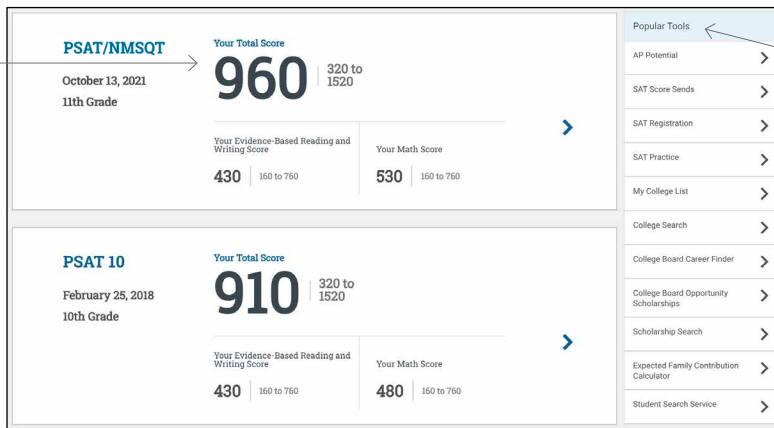 PSAT/NMSQT
October 13, 2021
11th Grade
Your Total Score
960
320 to
1520
Your Evidence-Based Reading and
Writing Score
430
160 to 760
Your Math Score
530
160 to 760
PSAT 10
February 25, 2018
10th Grade
Your Total Score
910
320 to
1520
Your Evidence-Based Reading and
Writing Score
430
160 to 760
Your Math Score
480
160 to 760
Popular Tools
AP Potential
SAT Score Sends
SAT Registration
SAT Practice
My College List
College Search
College Board Career Finder
College Board Opportunity
Scholarships
Scholarship Search
Expected Family Contribution
Calculator
Student Search Service